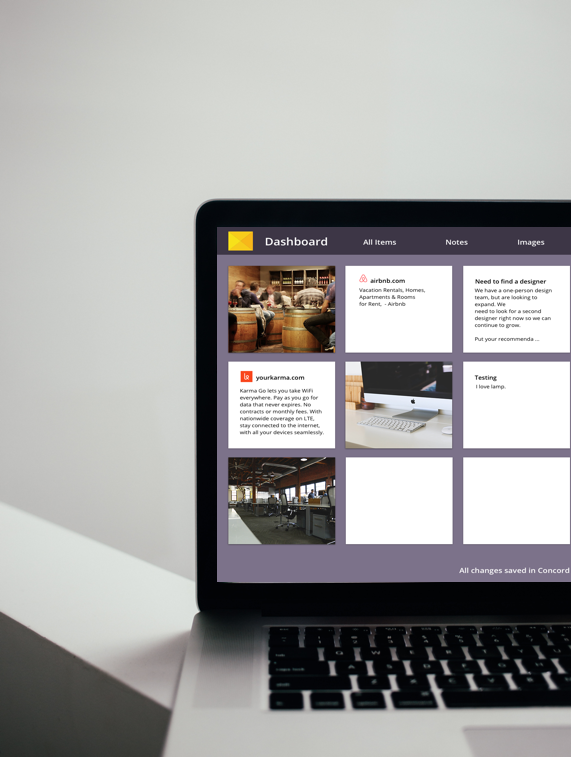 Dashboard
All Items
Notes
Images
airbnb.com
Vacation Rentals, Homes,
Apartments & Rooms
for Rent, - Airbnb
Need to find a designer
We have a one-person design
team, but are looking to
expand. We
need to look for a second
designer right now so we can
continue to grow.
Put your recommenda ...
yourkarma.com
Karma Go lets you take WiFi
everywhere. Pay as you go for
data that never expires. No
contracts or monthly fees. With
nationwide coverage on LTE,
stay connected to the internet,
with all your devices seamlessly.
Testing
I love lamp.
All changes saved in Concord